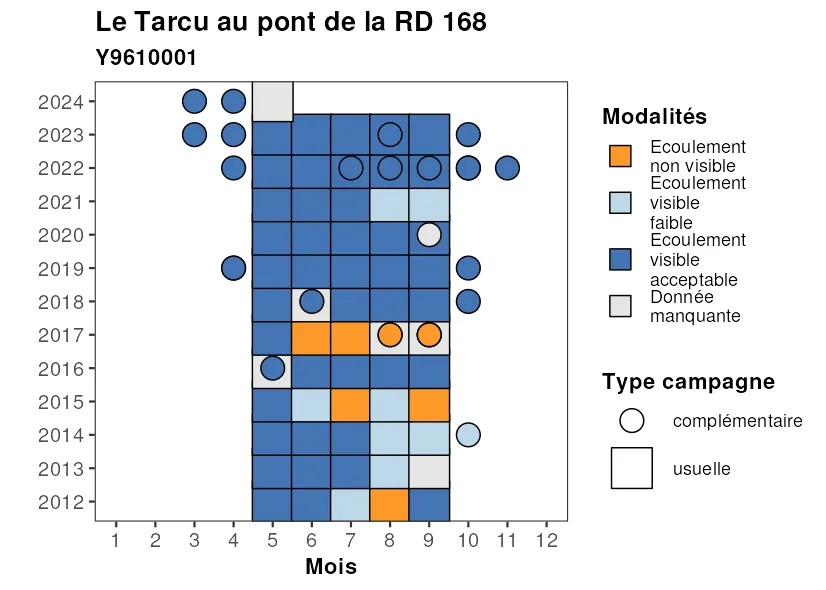 Le Tarcu au pont de la RD 168
Y9610001
2024
2023
2022
2021
2020
2019
2018
2017
2016
2015
2014
2013
2012
1 2 3 4 5 6 7 8 9 10 11 12
Mois
Modalités
Ecoulement
non visible
Ecoulement
visible
faible
Ecoulement
visible
acceptable
Donnée
manquante
Type campagne
complémentaire
usuelle